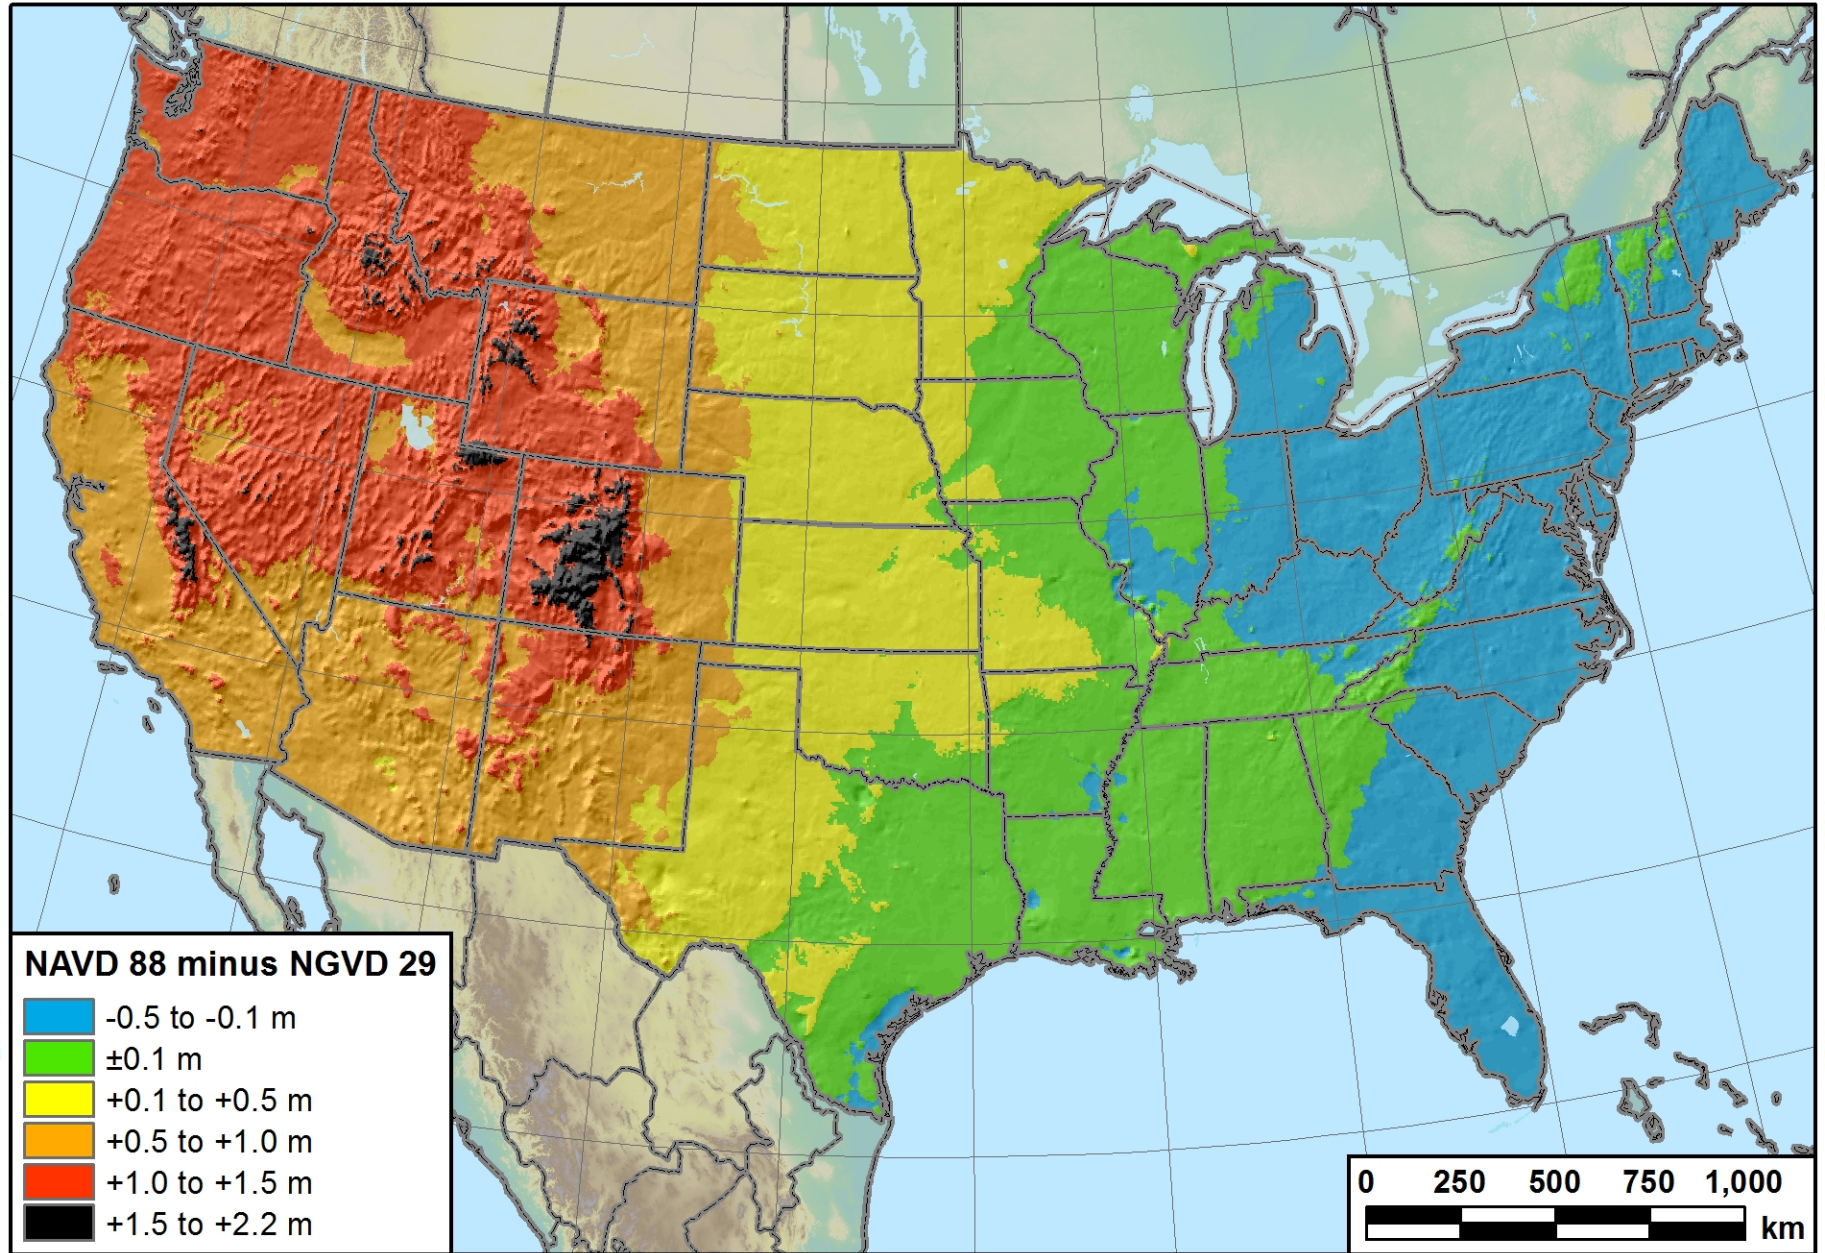 NAVD 88 minus NGVD 29
-0.5 to -0.1 m
±0.1 m
+0.1 to +0.5 m
+0.5 to +1.0 m
+1.0 to +1.5 m
+1.5 to +2.2 m
0 250 500 750 1,000
km